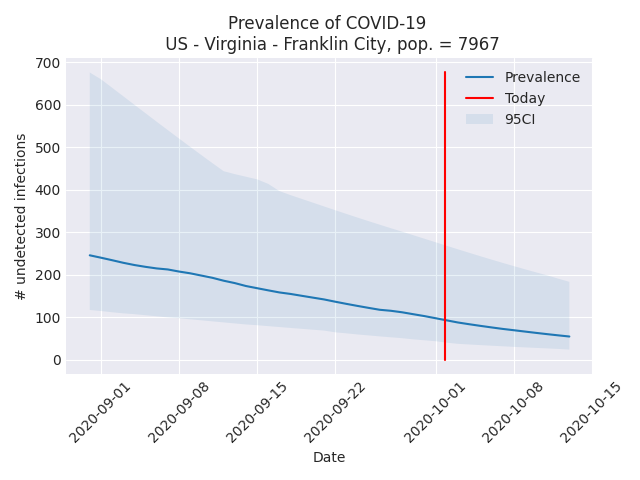 Prevalence of COVID-19
US - Virginia - Franklin City, pop. = 7967
700
600
500
400
300
200
100
0
# undetected infections
Prevalence
Today
95CI
2020-09-01
2020-09-08
2020-09-15
2020-09-22
2020-10-01
2020-10-08
2020-10-15
Date